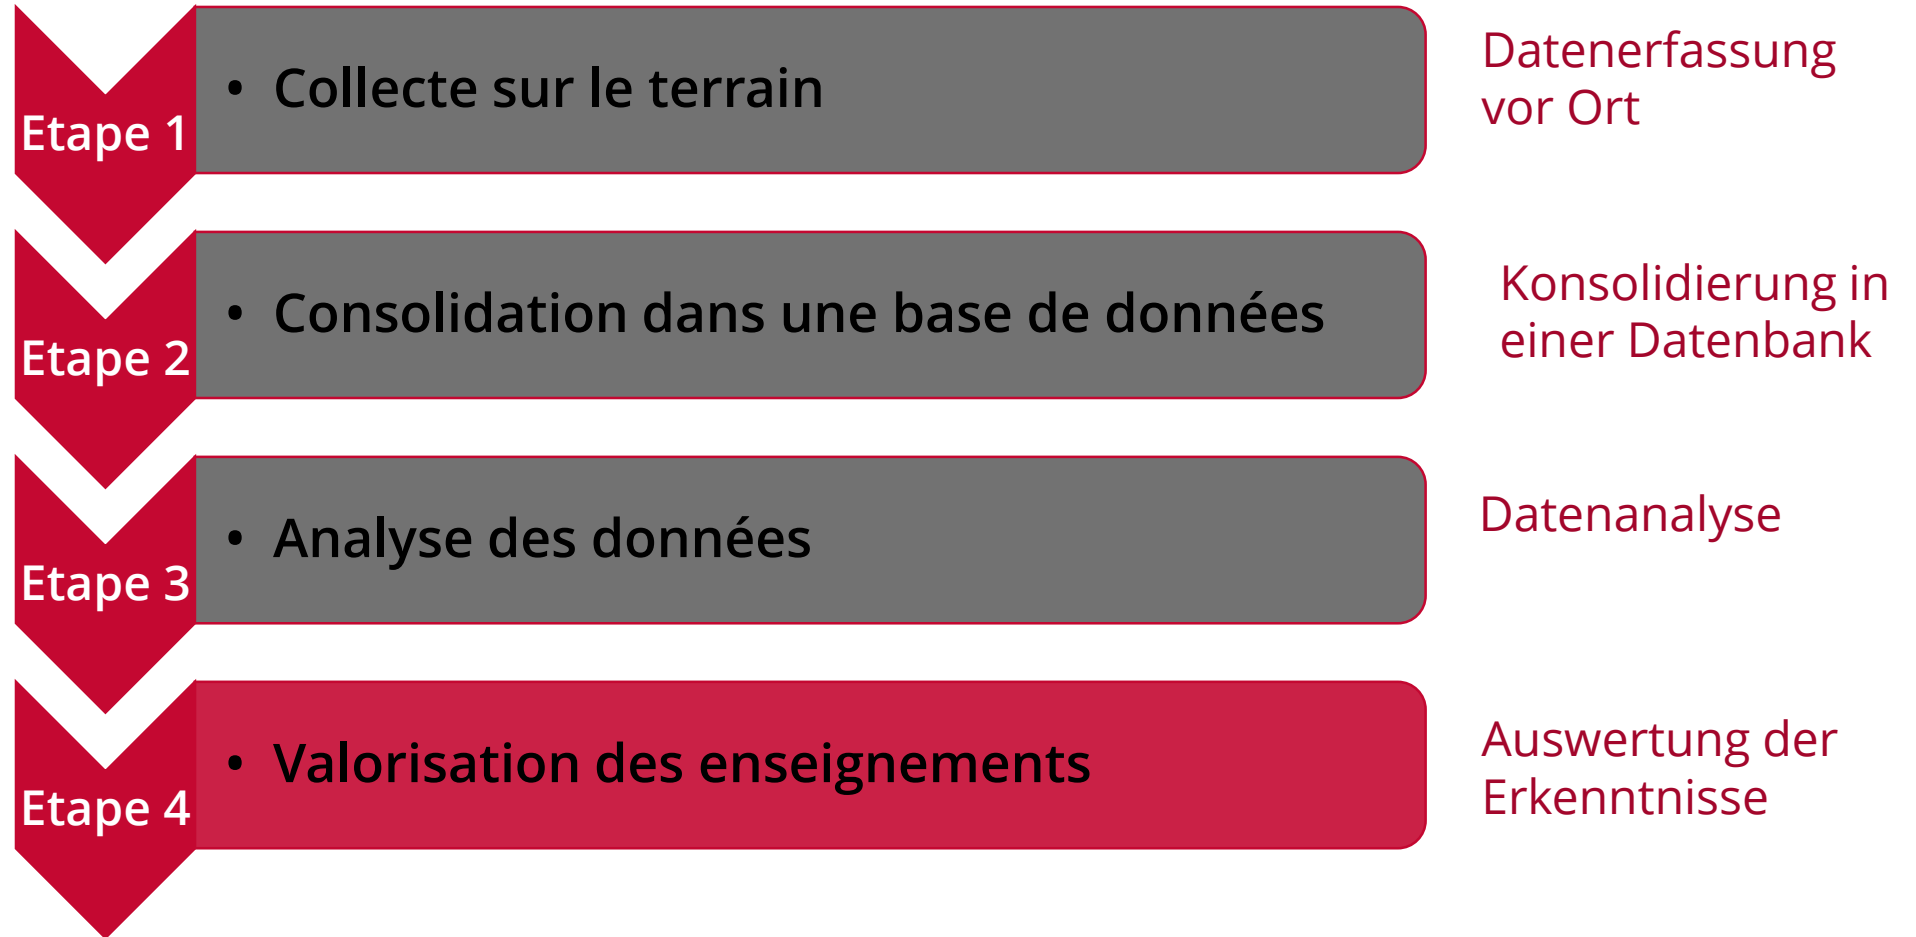 Etape 1
• Collecte sur le terrain
Datenerfassung
vor Ort
Etape 2
• Consolidation dans une base de données
Konsolidierung in
einer Datenbank
Etape 3
• Analyse des données
Datenanalyse
Etape 4
• Valorisation des enseignements
Auswertung der
Erkenntnisse